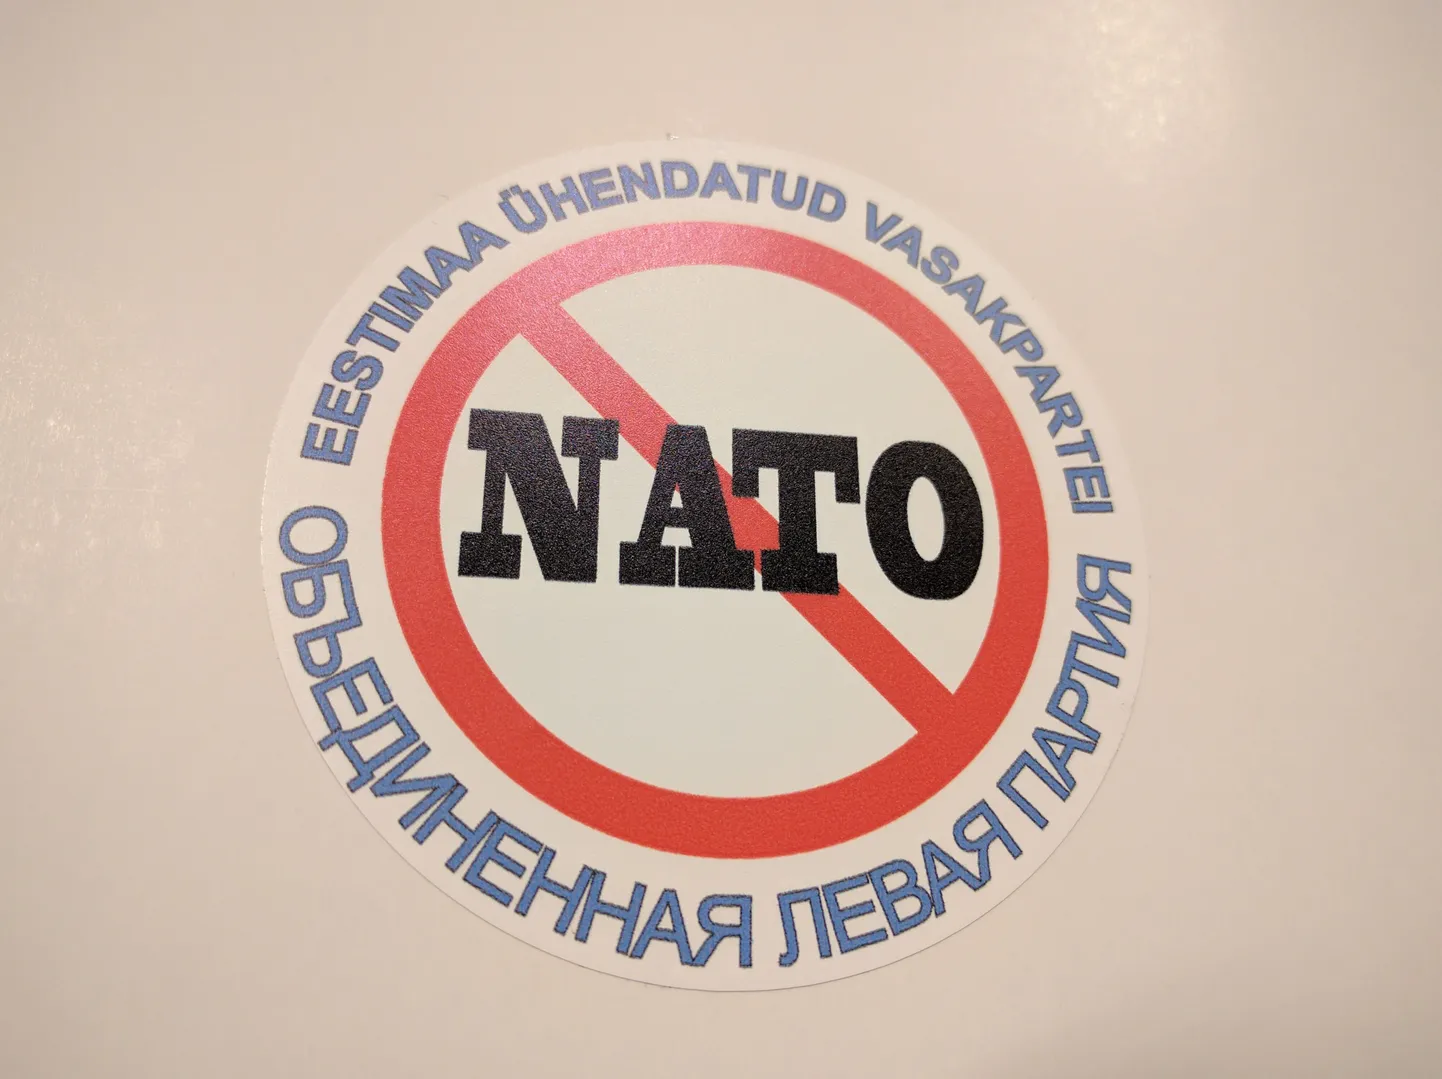 EESTIMAA ÜHENDATUD VASAKPARTEI
NATO
ОБЪЕДИНЕННАЯ ЛЕВАЯ ПАРТИЯ